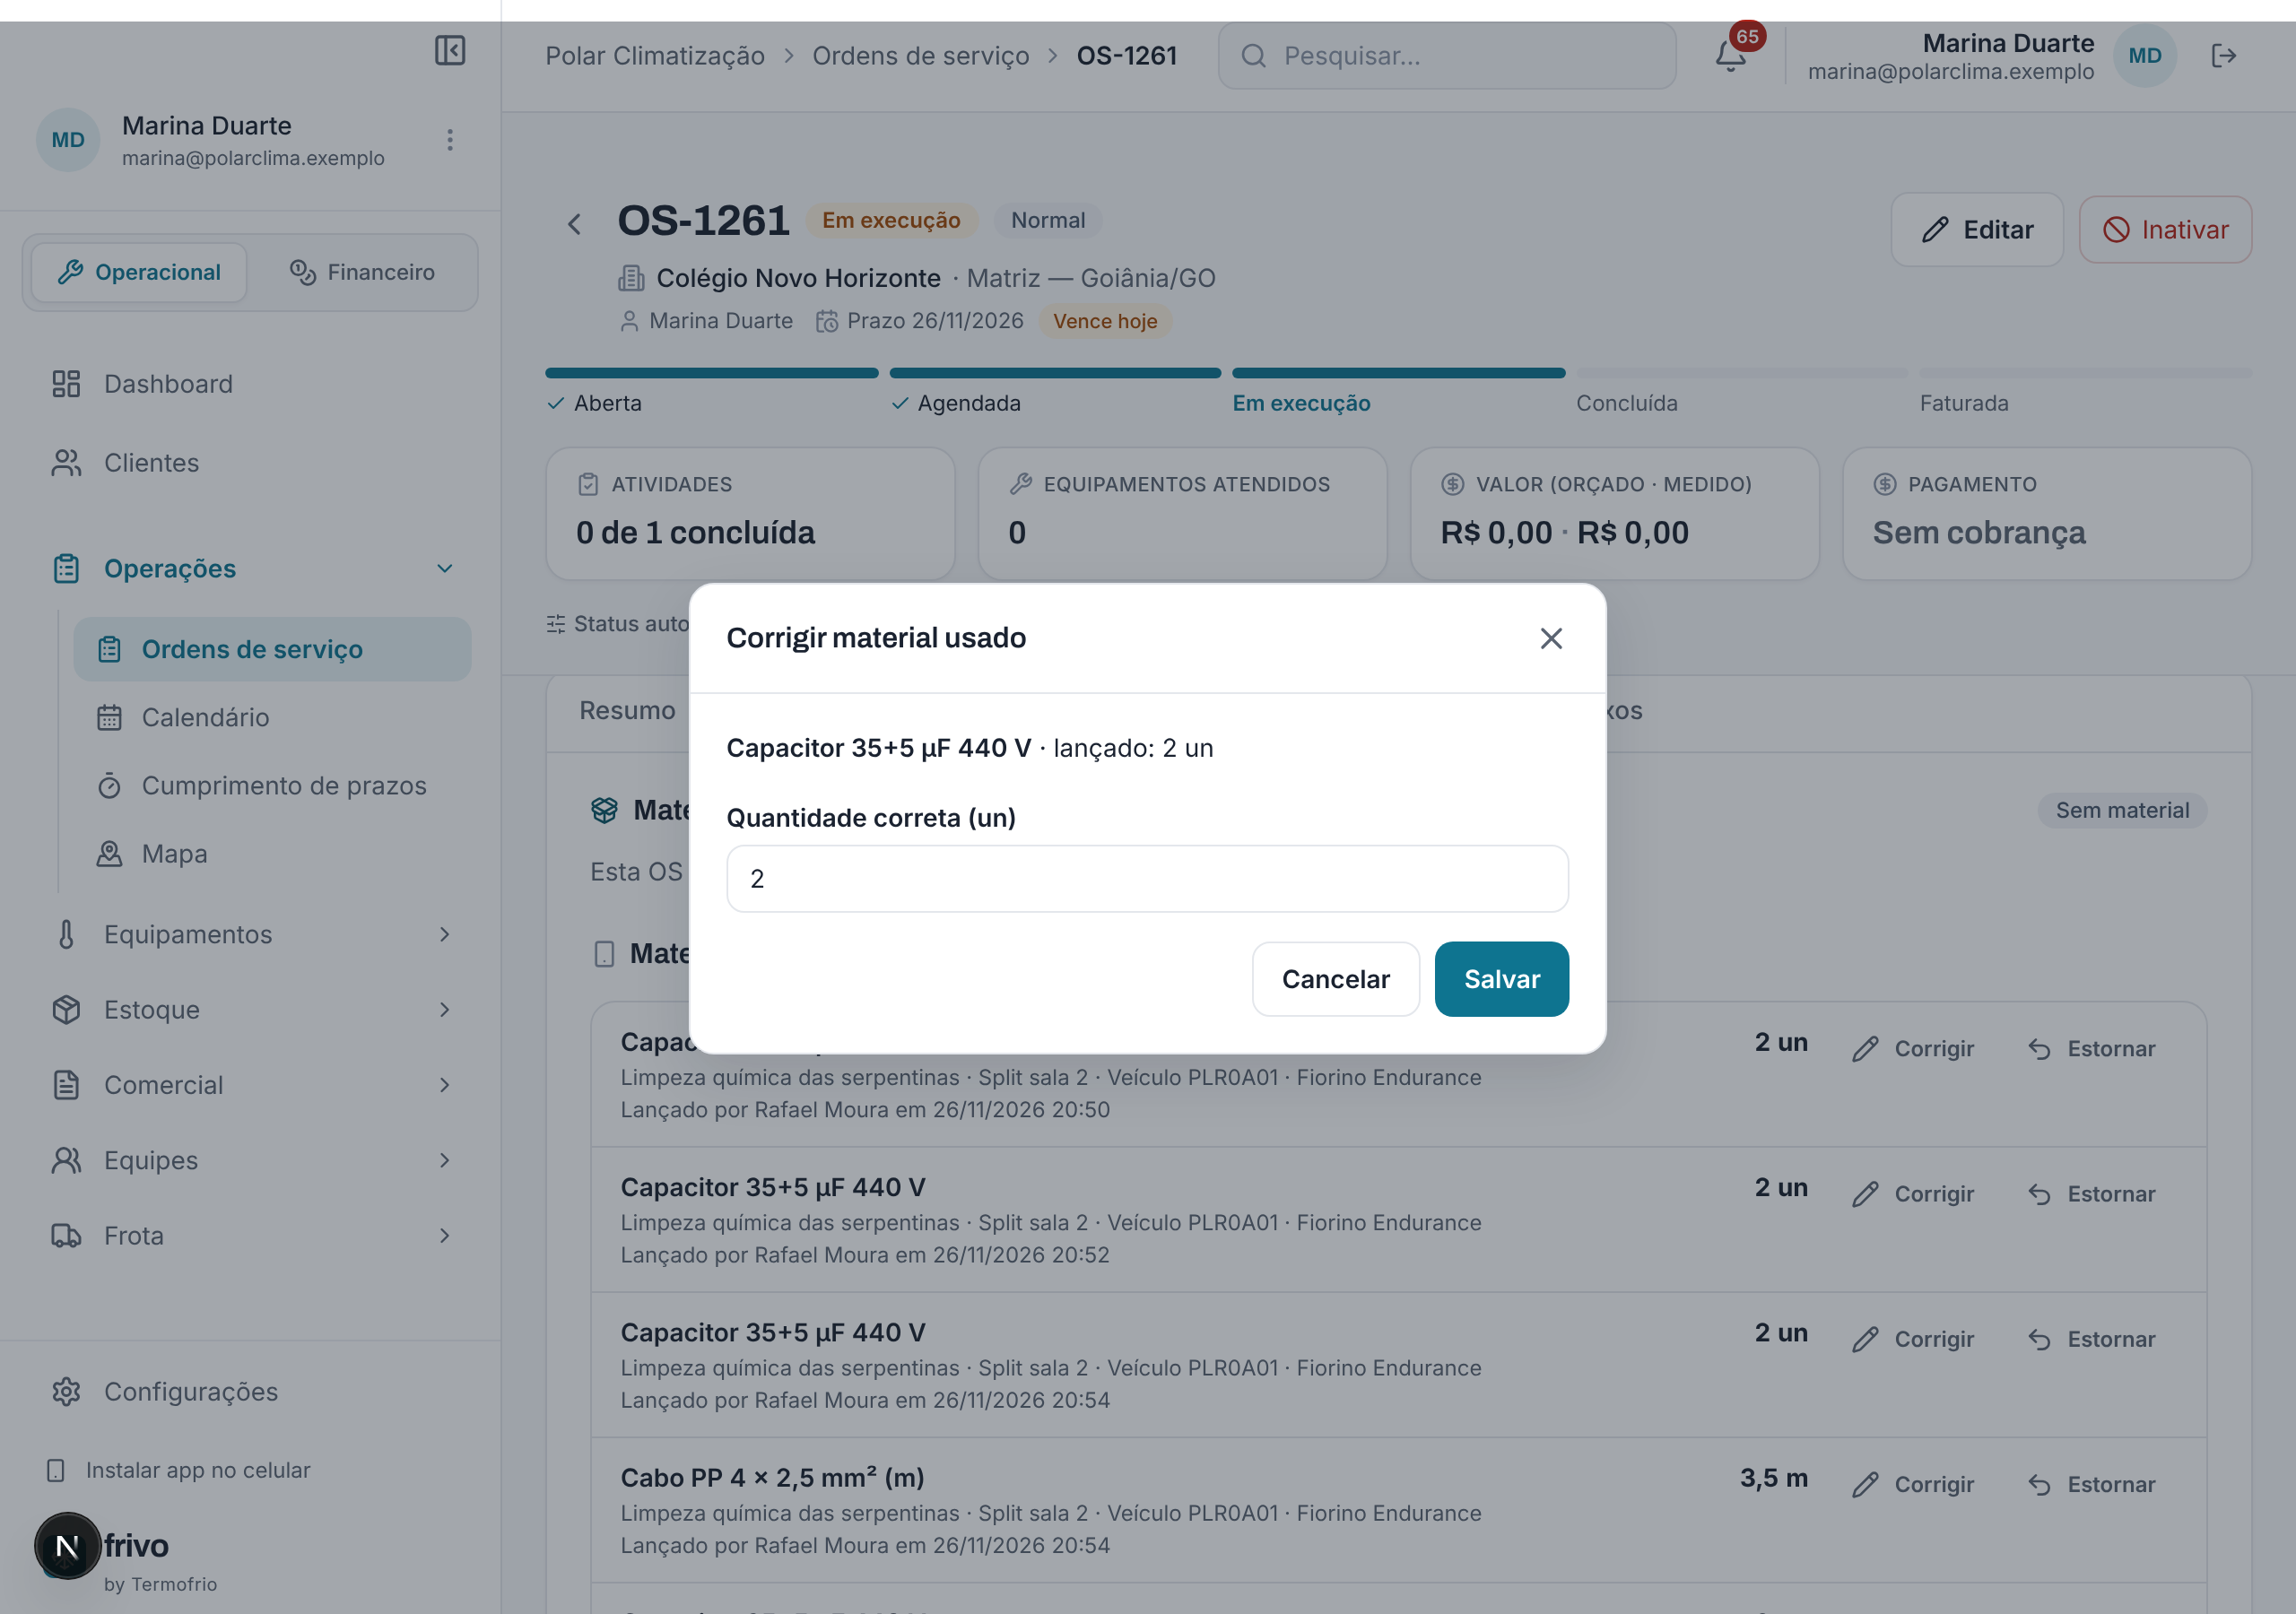 Polar Climatização > Ordens de serviço > OS-1261
Pesquisar...
65
Marina Duarte
marina@polarclima.exemplo
MD
MD
Marina Duarte
marina@polarclima.exemplo
Operacional
Financeiro
Dashboard
Clientes
Operações
Ordens de serviço
Calendário
Cumprimento de prazos
Mapa
Equipamentos
Estoque
Comercial
Equipes
Frota
Configurações
Instalar app no celular
N
frivo
by Termofrio
OS-1261
Em execução
Normal
Editar
Inativar
Colégio Novo Horizonte · Matriz — Goiânia/GO
Marina Duarte
Prazo 26/11/2026
Vence hoje
Aberta
Agendada
Em execução
Concluída
Faturada
ATIVIDADES
0 de 1 concluída
EQUIPAMENTOS ATENDIDOS
0
VALOR (ORÇADO · MEDIDO)
R$ 0,00 · R$ 0,00
PAGAMENTO
Sem cobrança
Status auto
Resumo
xos
Mate
Sem material
Esta OS
Mate
Corrigir material usado
Capacitor 35+5 µF 440 V · lançado: 2 un
Quantidade correta (un)
2
Cancelar
Salvar
Capac
2 un
Corrigir
Estornar
Limpeza química das serpentinas · Split sala 2 · Veículo PLR0A01 · Fiorino Endurance
Lançado por Rafael Moura em 26/11/2026 20:50
Capacitor 35+5 µF 440 V
2 un
Corrigir
Estornar
Limpeza química das serpentinas · Split sala 2 · Veículo PLR0A01 · Fiorino Endurance
Lançado por Rafael Moura em 26/11/2026 20:52
Capacitor 35+5 µF 440 V
2 un
Corrigir
Estornar
Limpeza química das serpentinas · Split sala 2 · Veículo PLR0A01 · Fiorino Endurance
Lançado por Rafael Moura em 26/11/2026 20:54
Cabo PP 4 × 2,5 mm² (m)
3,5 m
Corrigir
Estornar
Limpeza química das serpentinas · Split sala 2 · Veículo PLR0A01 · Fiorino Endurance
Lançado por Rafael Moura em 26/11/2026 20:54